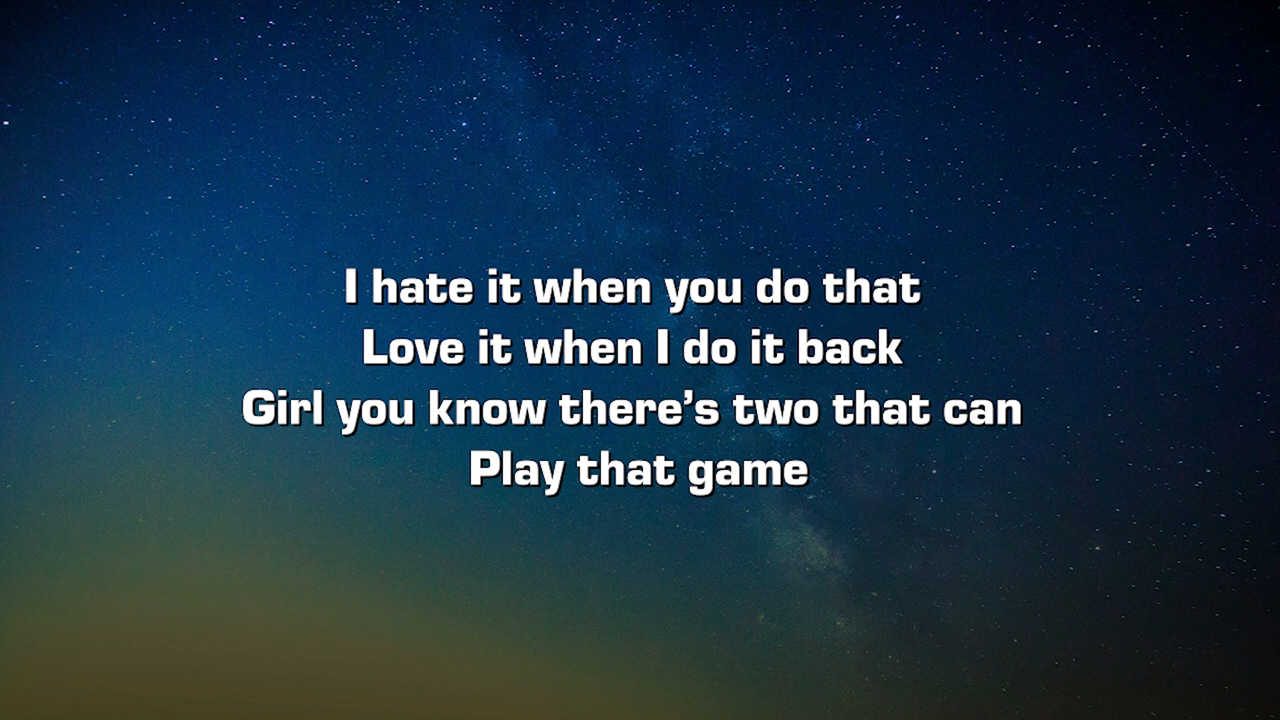 I hate it when you do that
Love it when I do it back
Girl you know there’s two that can
Play that game